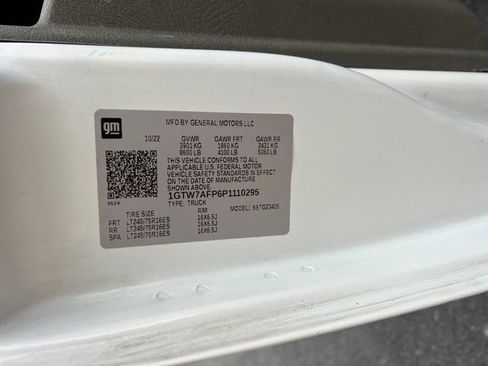 gm
MFD BY GENERAL MOTORS LLC
10/22 GVWR GAWR FRT GAWR RR
3901 KG 1860 KG 2431 KG
8600 LB 4100 LB 5360 LB
THIS VEHICLE CONFORMS TO ALL
APPLICABLE U.S. FEDERAL MOTOR
VEHICLE SAFETY STANDARDS IN EFFECT
ON THE DATE OF MANUFACTURE
SHOWN ABOVE.
1GTW7AFP6P1110295
TYPE: TRUCK MODEL:
TIRE SIZE RIM
FRT LT245/75R16ES 16X6.5J
RR LT245/75R16ES 16X6.5J
SPA LT245/75R16ES 16X6.5J